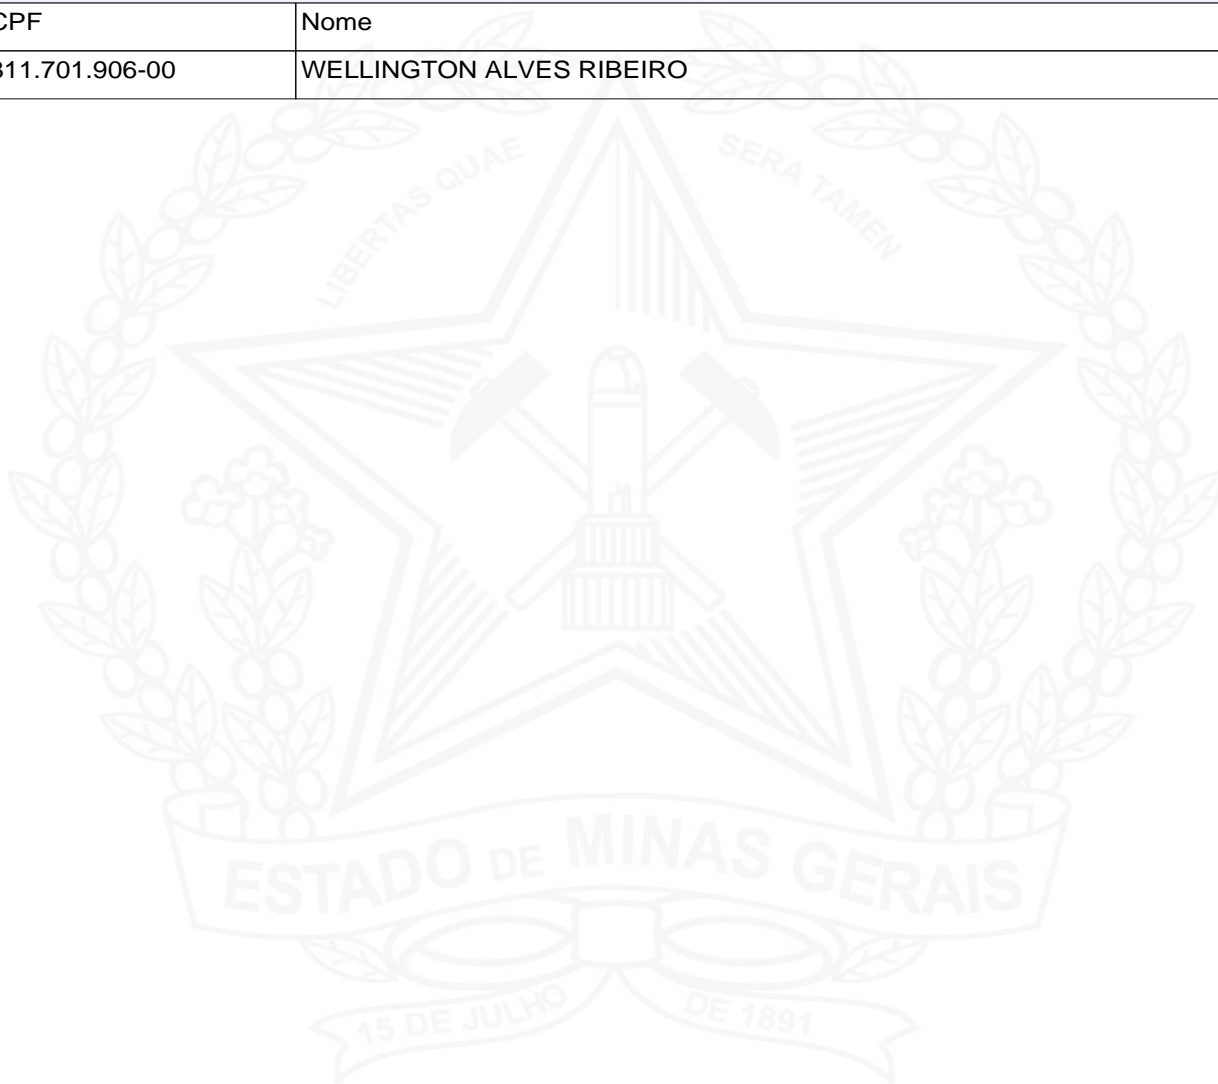 CPF Nome
311.701.906-00 WELLINGTON ALVES RIBEIRO
LIBERTAS QUAE SERA TAMEN
ESTADO DE MINAS GERAIS
15 DE JULHO DE 1891